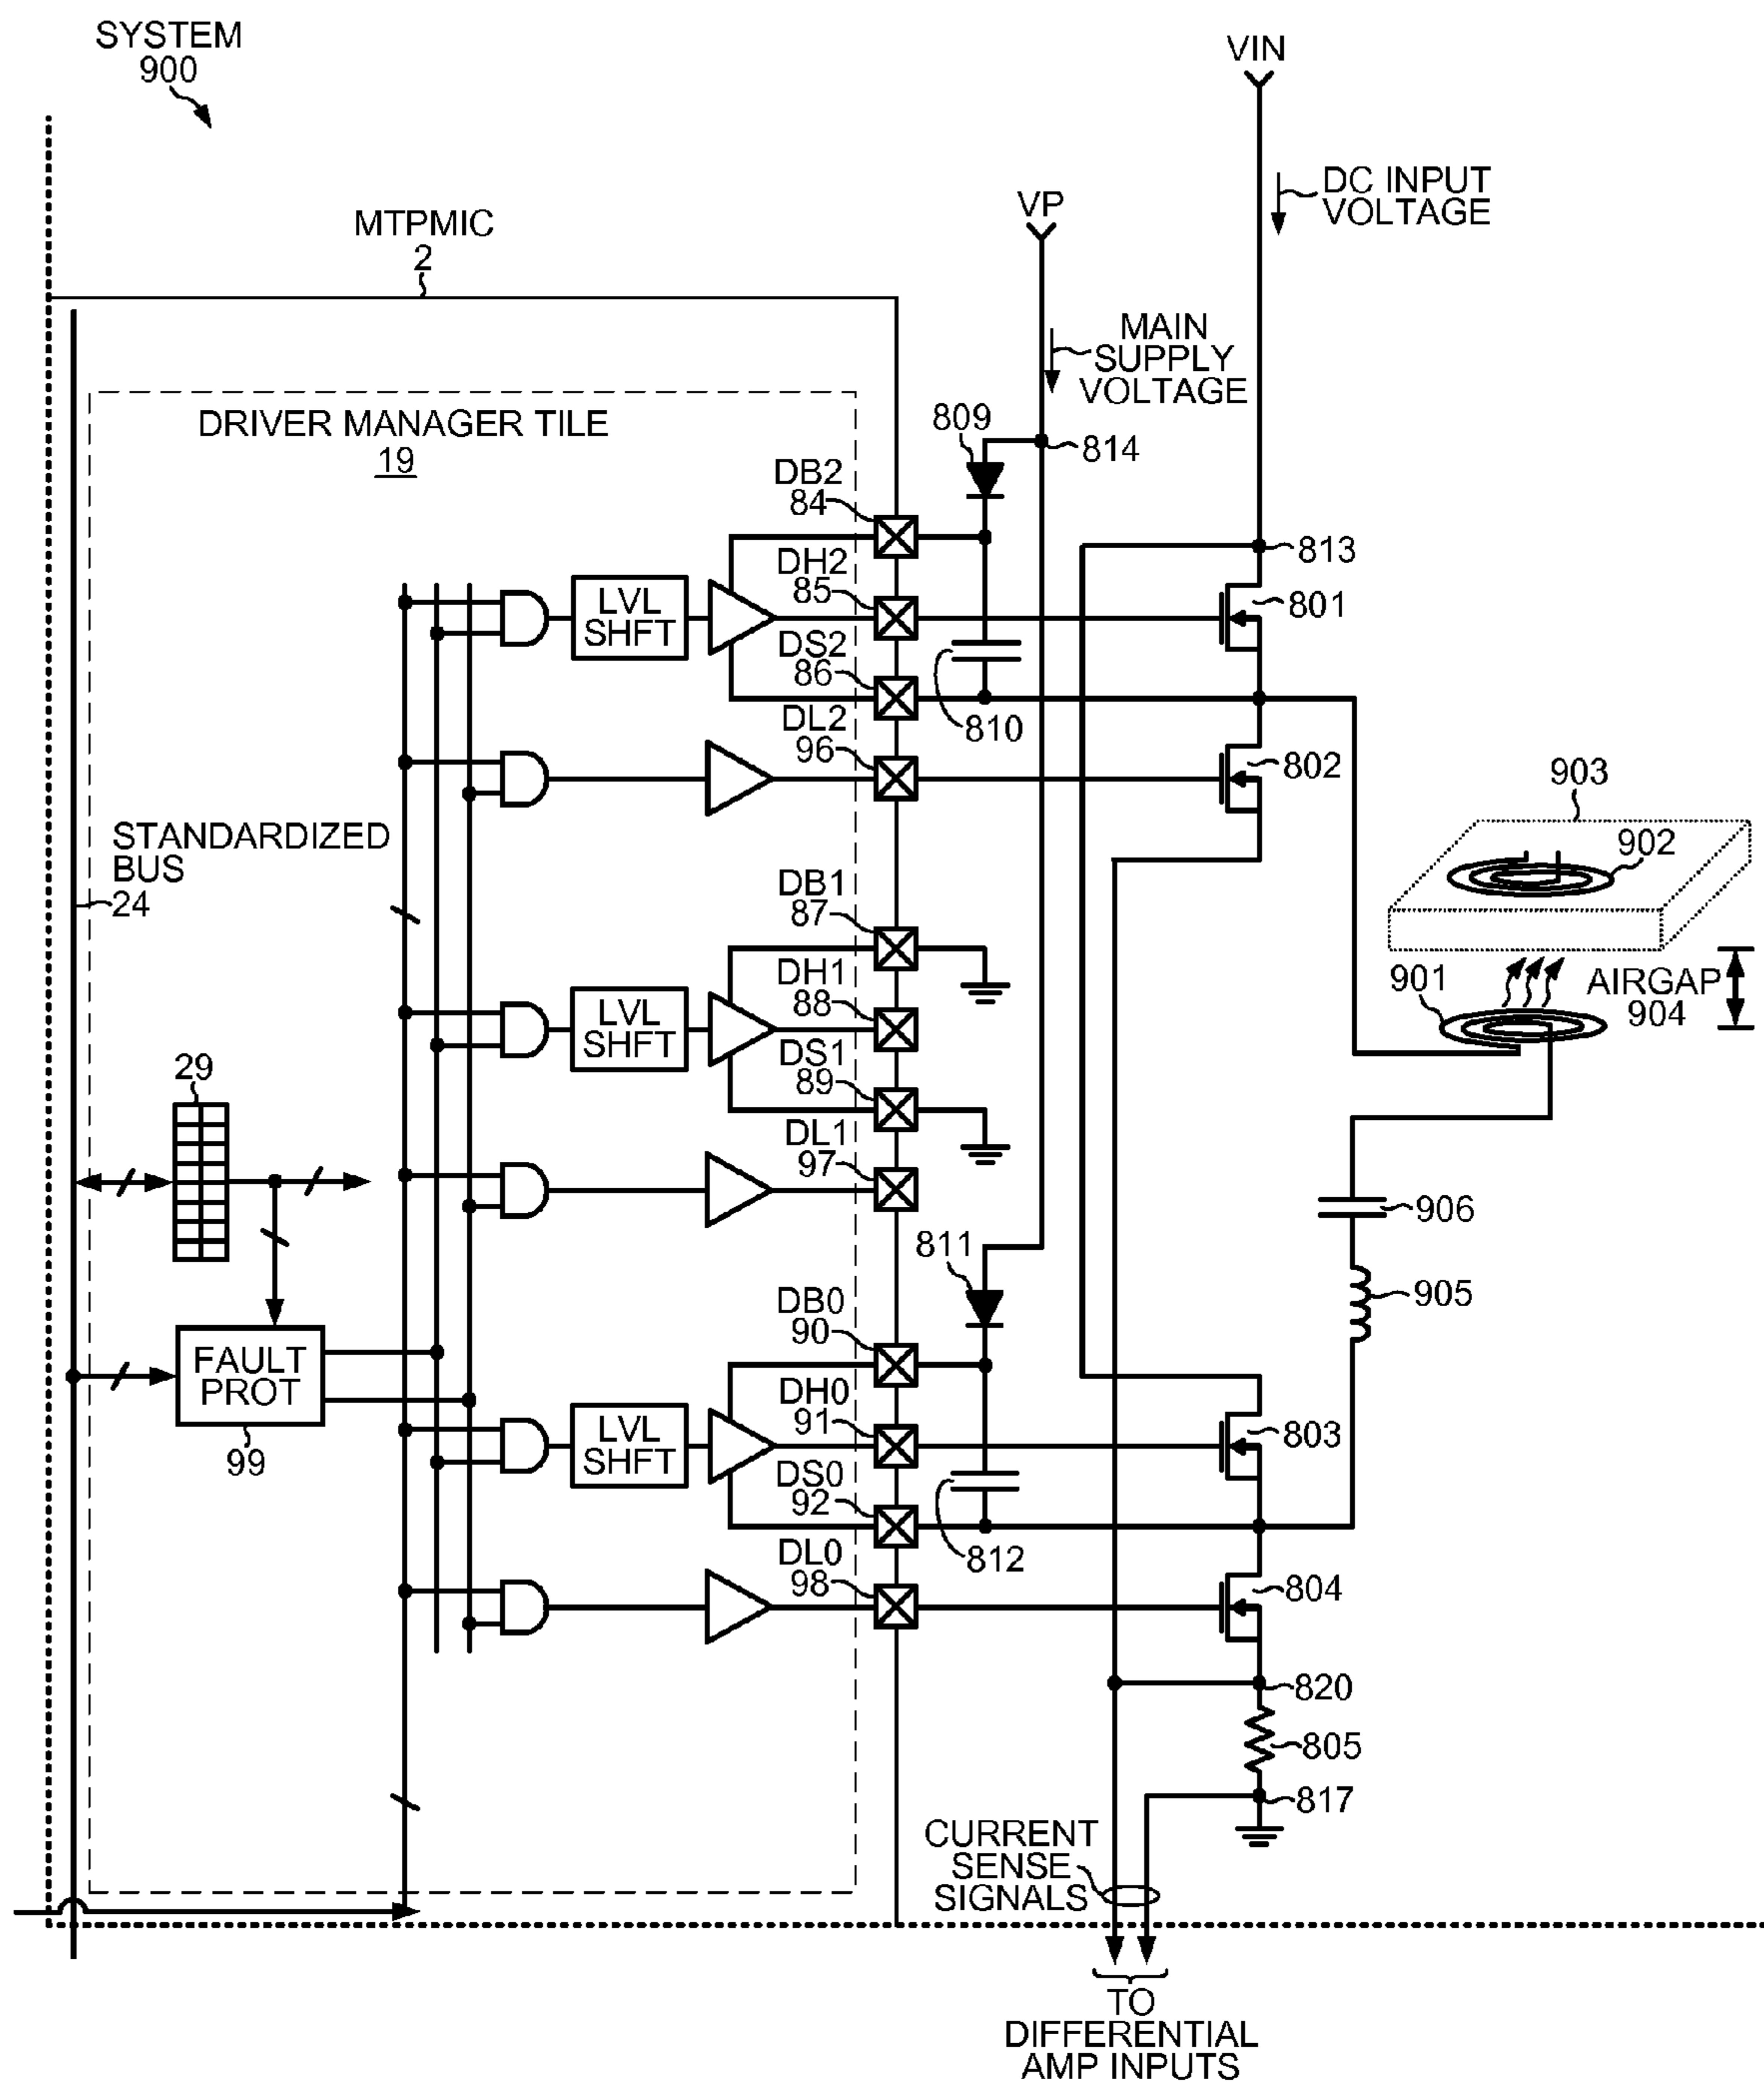 SYSTEM
900
VIN
DC INPUT
VOLTAGE
VP
MTPMIC
2
MAIN
SUPPLY
VOLTAGE
DRIVER MANAGER TILE
19
809
814
DB2
84
813
DH2
85
LVL
SHFT
801
DS2
86
810
DL2
96
802
903
902
STANDARDIZED
BUS
24
DB1
87
DH1
88
LVL
SHFT
901
AIRGAP
904
DS1
89
29
DL1
97
906
811
905
DB0
90
FAULT
PROT
99
DH0
91
LVL
SHFT
803
DS0
92
812
DL0
98
804
820
805
817
CURRENT
SENSE
SIGNALS
TO
DIFFERENTIAL
AMP INPUTS